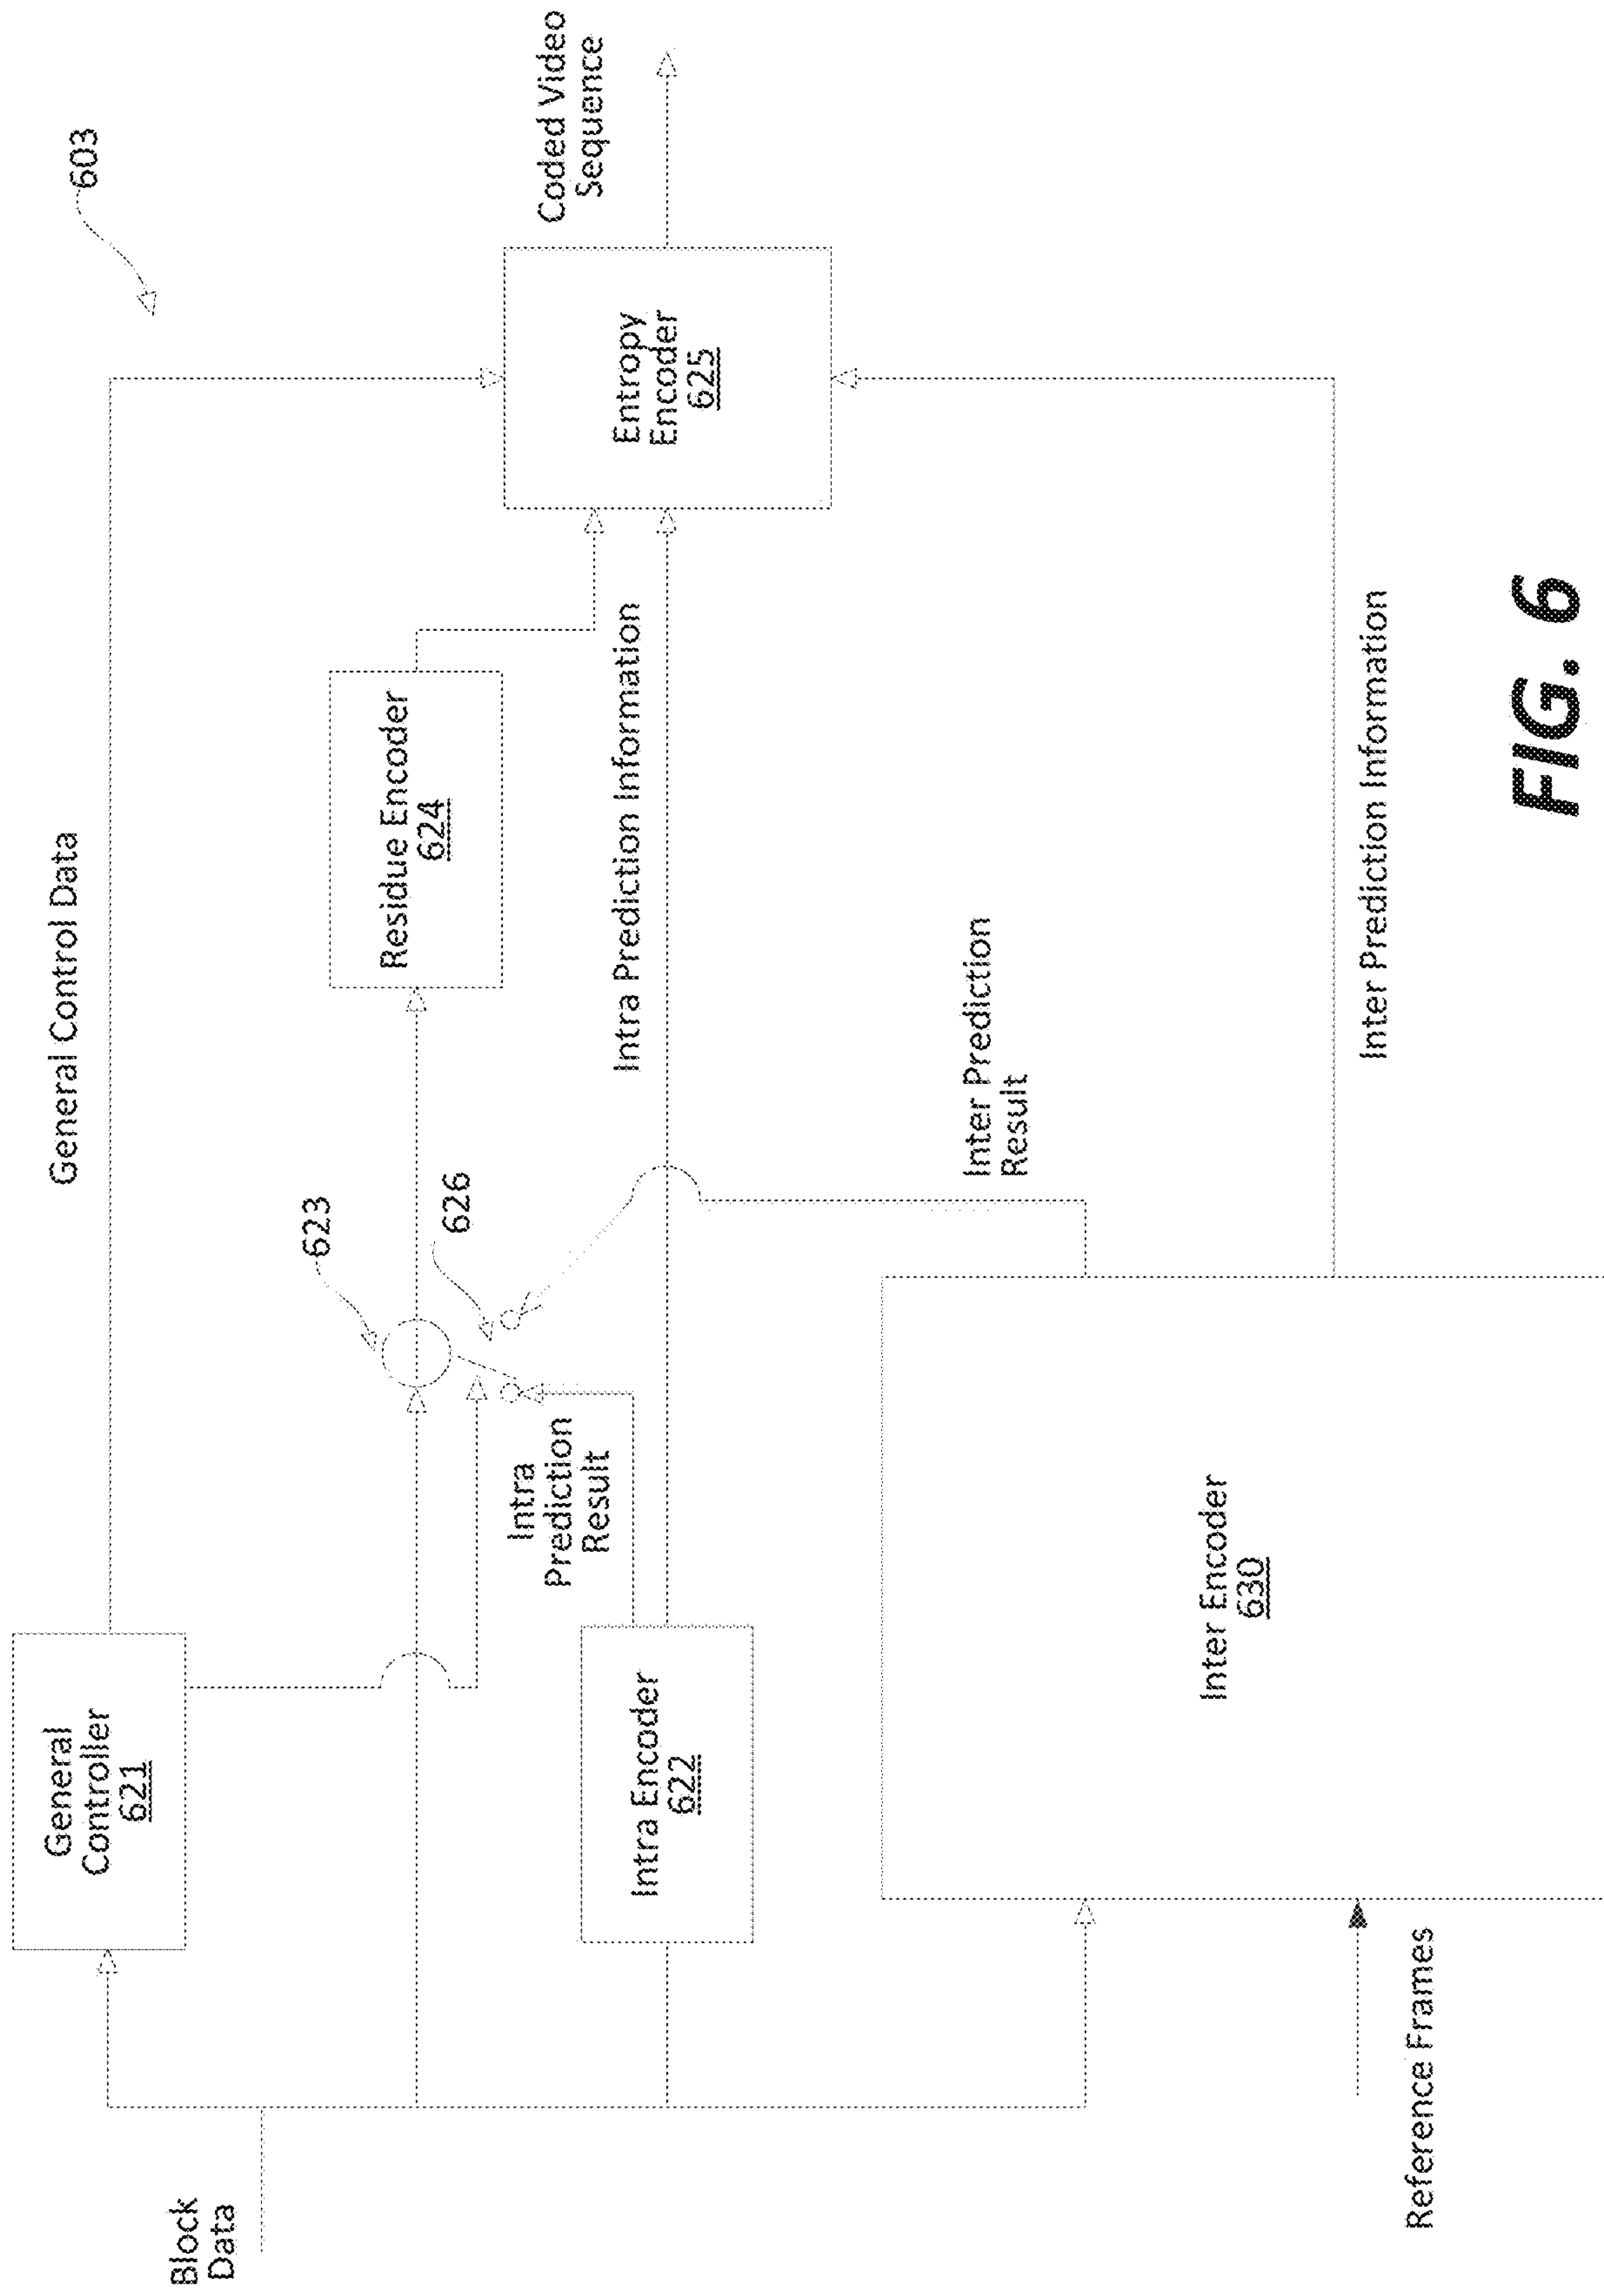 603
General Control Data
General
Controller
621
Block
Data
623
626
Residue Encoder
624
Coded Video
Sequence
Entropy
Encoder
625
Intra
Prediction
Result
Intra Prediction Information
Intra Encoder
622
Inter Prediction
Result
Inter Encoder
630
Inter Prediction Information
Reference Frames
FIG. 6